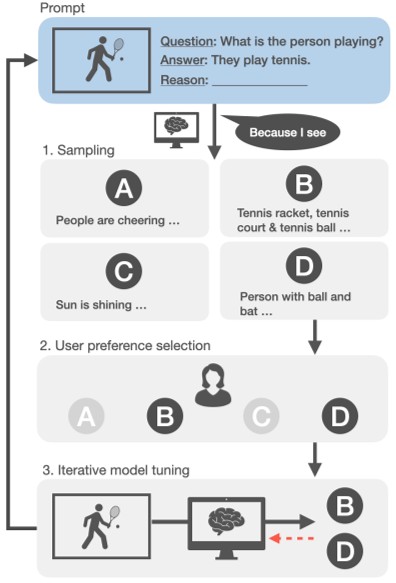 Prompt
Question: What is the person playing?
Answer: They play tennis.
Reason: 
Because I see
1. Sampling
A
People are cheering ...
B
Tennis racket, tennis
court & tennis ball ...
C
Sun is shining ...
D
Person with ball and
bat ...
2. User preference selection
A
B
C
D
3. Iterative model tuning
B
D